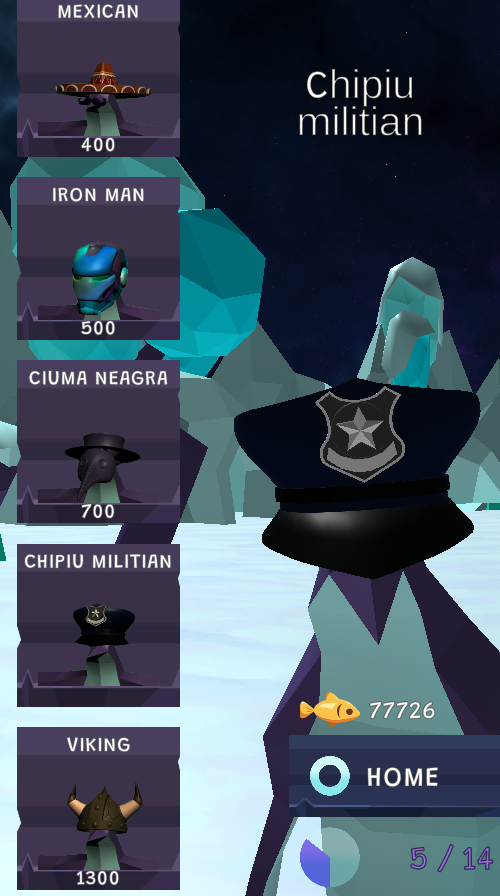 MEXICAN
400
IRON MAN
500
CIUMA NEAGRA
700
CHIPIU MILITIAN
VIKING
1300
Chipiu
militian
77726
HOME
5 / 14